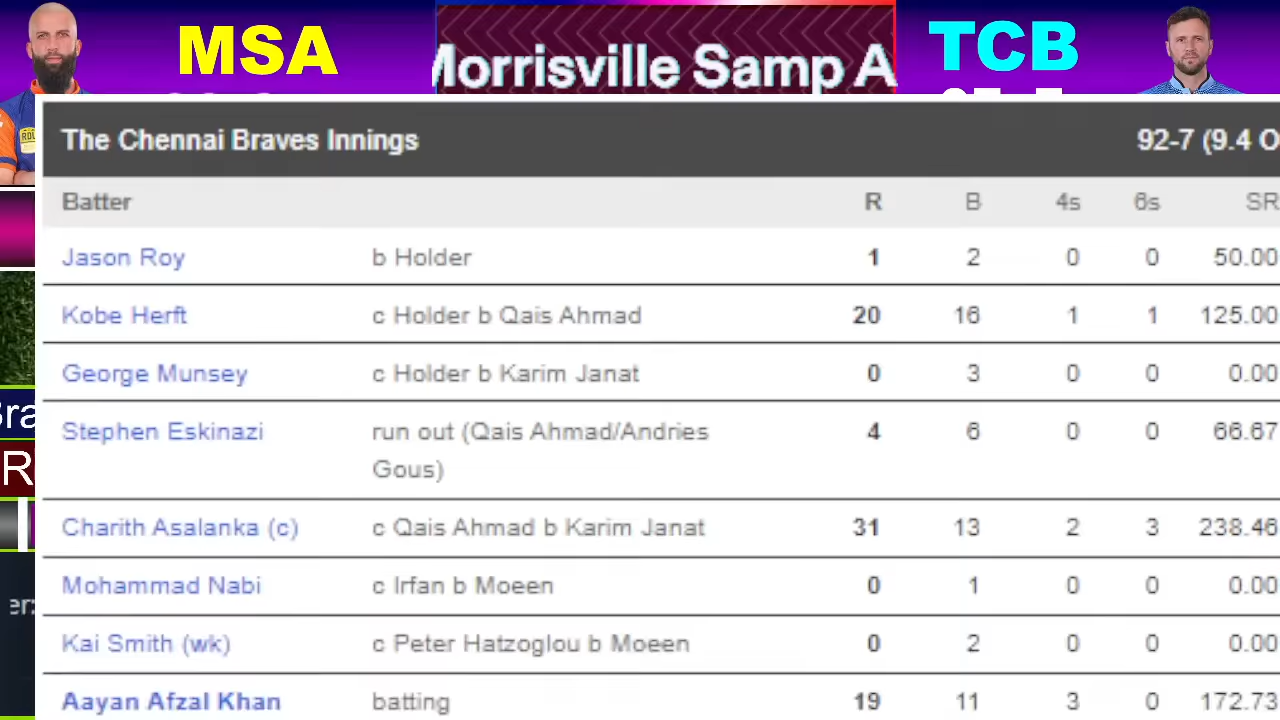 MSA
Morrisville Samp A
TCB
The Chennai Braves Innings 92-7 (9.4 O
Batter R B 4s 6s SR
Jason Roy b Holder 1 2 0 0 50.00
Kobe Herft c Holder b Qais Ahmad 20 16 1 1 125.00
George Munsey c Holder b Karim Janat 0 3 0 0 0.00
Stephen Eskinazi run out (Qais Ahmad/Andries 4 6 0 0 66.67
Gous)
Charith Asalanka (c) c Qais Ahmad b Karim Janat 31 13 2 3 238.46
Mohammad Nabi c Irfan b Moeen 0 1 0 0 0.00
Kai Smith (wk) c Peter Hatzoglou b Moeen 0 2 0 0 0.00
Aayan Afzal Khan batting 19 11 3 0 172.73
Bra
R
er: